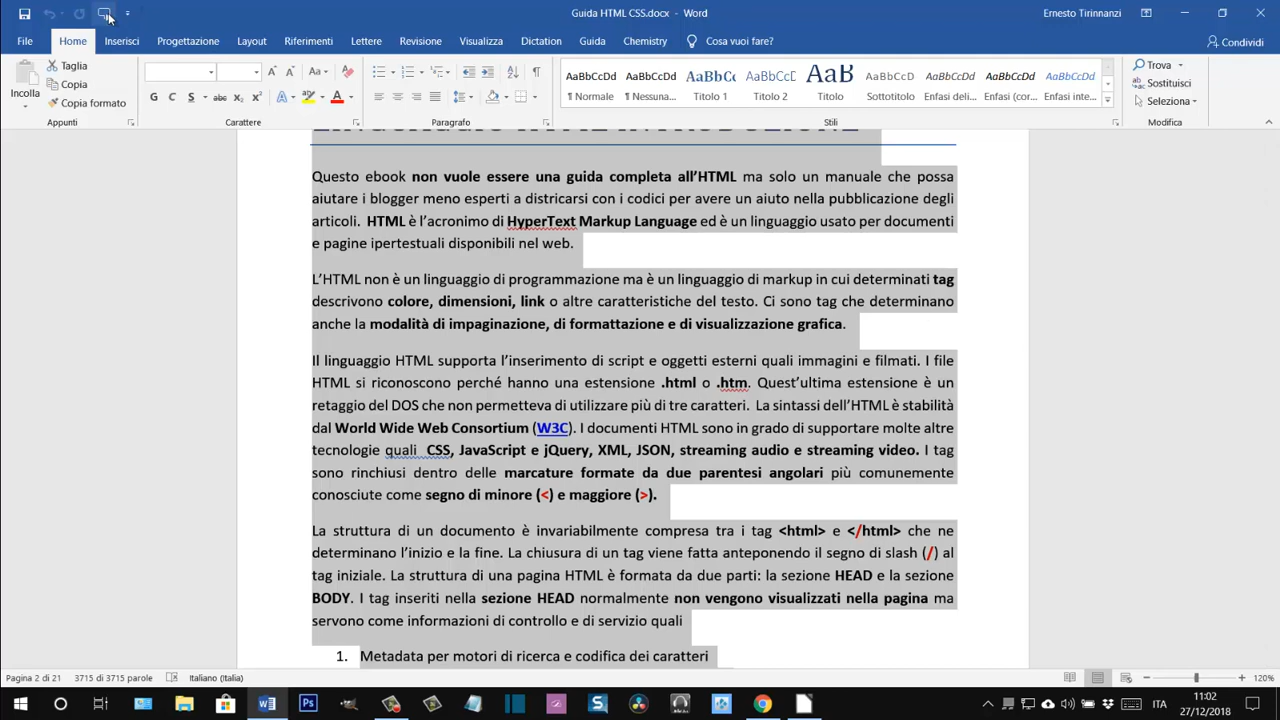 Guida HTML CSS.docx - Word
Ernesto Tirinnanzi
File Home Inserisci Progettazione Layout Riferimenti Lettere Revisione Visualizza Dictation Guida Chemistry Cosa vuoi fare? Condividi
Incolla
Taglia
Copia
Copia formato
Appunti
Aa
G C S abc X₂ X²
A A
Carattere
Paragrafo
AaBbCcDd AaBbCcDd AaBbCc AaBbCcDd AaB AaBbCcDd AaBbCcDd AaBbCcDd AaBbCcDd
¶ Normale ¶ Nessuna... Titolo 1 Titolo 2 Titolo Sottotitolo Enfasi deli... Enfasi (cor... Enfasi inte...
Stili
Trova
Sostituisci
Seleziona
Modifica
Questo ebook non vuole essere una guida completa all’HTML ma solo un manuale che possa
aiutare i blogger meno esperti a districarsi con i codici per avere un aiuto nella pubblicazione degli
articoli. HTML è l’acronimo di HyperText Markup Language ed è un linguaggio usato per documenti
e pagine ipertestuali disponibili nel web.
L’HTML non è un linguaggio di programmazione ma è un linguaggio di markup in cui determinati tag
descrivono colore, dimensioni, link o altre caratteristiche del testo. Ci sono tag che determinano
anche la modalità di impaginazione, di formattazione e di visualizzazione grafica.
Il linguaggio HTML supporta l’inserimento di script e oggetti esterni quali immagini e filmati. I file
HTML si riconoscono perché hanno una estensione .html o .htm. Quest’ultima estensione è un
retaggio del DOS che non permetteva di utilizzare più di tre caratteri. La sintassi dell’HTML è stabilità
dal World Wide Web Consortium (W3C). I documenti HTML sono in grado di supportare molte altre
tecnologie quali CSS, JavaScript e jQuery, XML, JSON, streaming audio e streaming video. I tag
sono rinchiusi dentro delle marcature formate da due parentesi angolari più comunemente
conosciute come segno di minore (<) e maggiore (>).
La struttura di un documento è invariabilmente compresa tra i tag <html> e </html> che ne
determinano l’inizio e la fine. La chiusura di un tag viene fatta anteponendo il segno di slash (/) al
tag iniziale. La struttura di una pagina HTML è formata da due parti: la sezione HEAD e la sezione
BODY. I tag inseriti nella sezione HEAD normalmente non vengono visualizzati nella pagina ma
servono come informazioni di controllo e di servizio quali
1. Metadata per motori di ricerca e codifica dei caratteri
Pagina 2 di 21 3715 di 3715 parole Italiano (Italia) 120%
ITA
11:02
27/12/2018